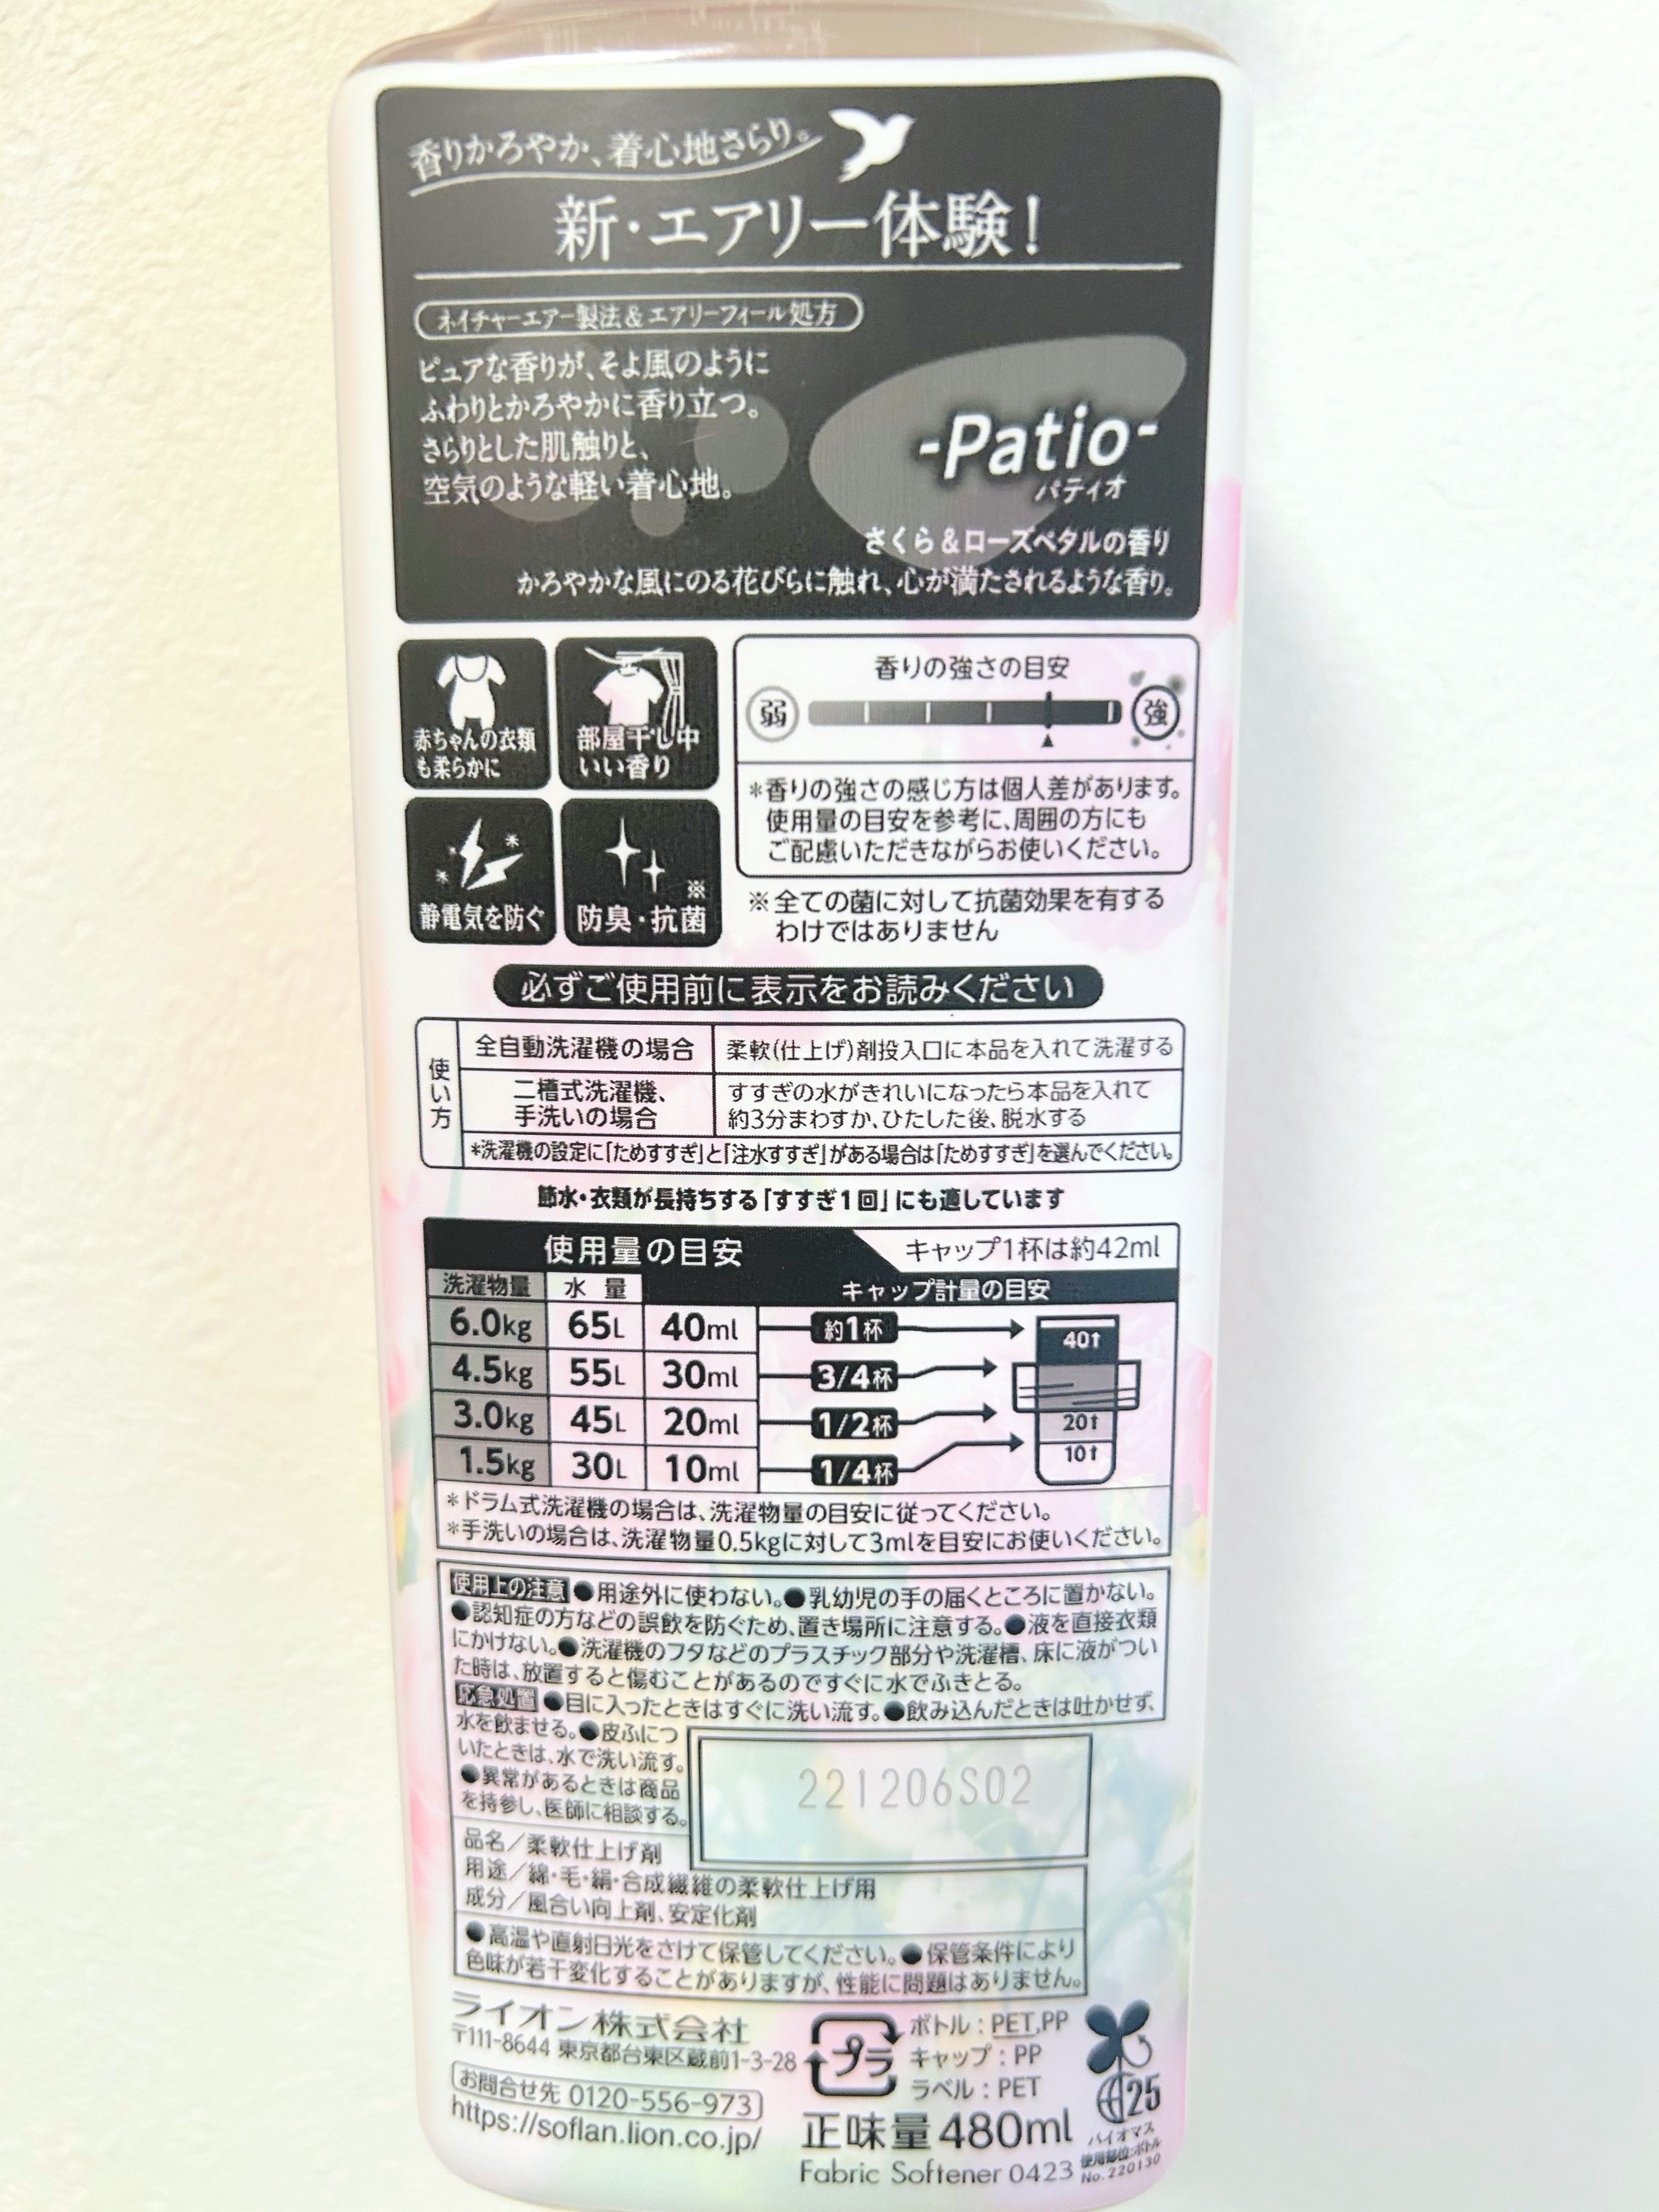 香りかろやか、着心地さらり。
新・エアリー体験!
ネイチャーエアー製法&エアリーフィール処方
ピュアな香りが、そよ風のように
ふわりとかろやかに香り立つ。
さらりとした肌触りと、
空気のような軽い着心地。
-Patio-
パティオ
さくら&ローズペタルの香り
かろやかな風にのる花びらに触れ、心が満たされるような香り。
赤ちゃんの衣類
も柔らかに
部屋干し中
いい香り
静電気を防ぐ
防臭・抗菌※
香りの強さの目安
弱 強
*香りの強さの感じ方は個人差があります。
使用量の目安を参考に、周囲の方にも
ご配慮いただきながらお使いください。
※全ての菌に対して抗菌効果を有する
わけではありません
必ずご使用前に表示をお読みください
使い方
全自動洗濯機の場合 柔軟(仕上げ)剤投入口に本品を入れて洗濯する
二槽式洗濯機、
手洗いの場合
すすぎの水がきれいになったら本品を入れて
約3分まわすか、ひたした後、脱水する
*洗濯機の設定に「ためすすぎ」と「注水すすぎ」がある場合は「ためすすぎ」を選んでください。
節水・衣類が長持ちする「すすぎ1回」にも適しています
使用量の目安 キャップ1杯は約42ml
洗濯物量 水量 キャップ計量の目安
6.0kg 65L 40ml 約1杯
4.5kg 55L 30ml 3/4杯
3.0kg 45L 20ml 1/2杯
1.5kg 30L 10ml 1/4杯
40↑
20↑
10↑
*ドラム式洗濯機の場合は、洗濯物量の目安に従ってください。
*手洗いの場合は、洗濯物量0.5kgに対して3mlを目安にお使いください。
使用上の注意 ●用途外に使わない。●乳幼児の手の届くところに置かない。
●認知症の方などの誤飲を防ぐため、置き場所に注意する。●液を直接衣類
にかけない。●洗濯機のフタなどのプラスチック部分や洗濯槽、床に液がつい
た時は、放置すると傷むことがあるのですぐに水でふきとる。
応急処置 ●目に入ったときはすぐに洗い流す。●飲み込んだときは吐かせず、
水を飲ませる。●皮ふにつ
いたときは、水で洗い流す。
●異常があるときは商品
を持参し、医師に相談する。
221206S02
品名/柔軟仕上げ剤
用途/綿・毛・絹・合成繊維の柔軟仕上げ用
成分/風合い向上剤、安定化剤
●高温や直射日光をさけて保管してください。●保管条件により
色味が若干変化することがありますが、性能に問題はありません。
ライオン株式会社
〒111-8644 東京都台東区蔵前1-3-28
お問合せ先 0120-556-973
https://soflan.lion.co.jp/
プラ
ボトル:PET,PP
キャップ:PP
ラベル:PET
正味量480ml
Fabric Softener 0423
25
バイオマス
使用部位:ボトル
No.220130